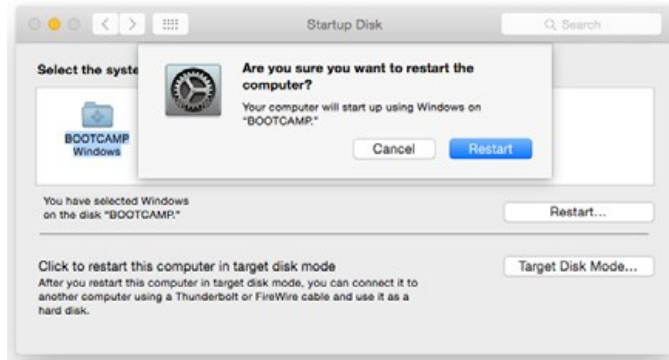 Startup Disk
Search
Select the syste
Are you sure you want to restart the
computer?
Your computer will start up using Windows on
"BOOTCAMP."
Cancel
Restart
BOOTCAMP
Windows
You have selected Windows
on the disk "BOOTCAMP."
Restart...
Click to restart this computer in target disk mode
After you restart this computer in target disk mode, you can connect it to
another computer using a Thunderbolt or FireWire cable and use it as a
hard disk.
Target Disk Mode...